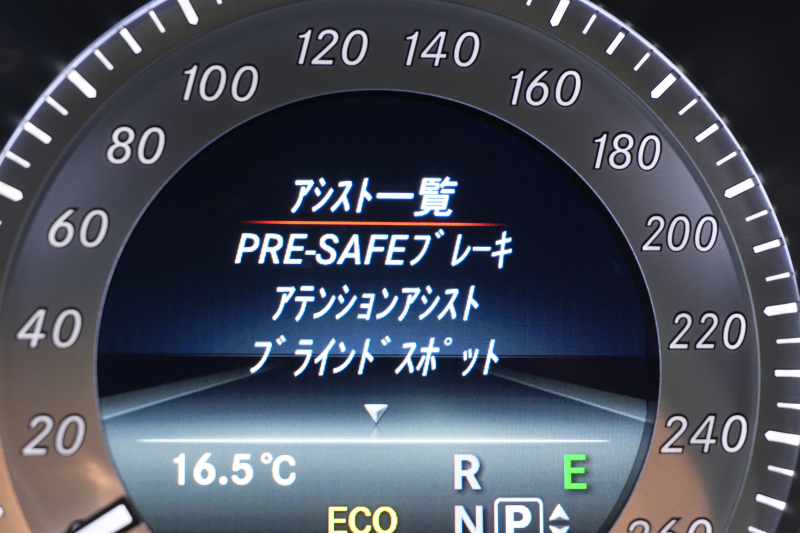 120 140
100 160
80 180
60 200
40 220
20 240
260
ｱｼｽﾄ一覧
PRE-SAFEﾌﾞﾚｰｷ
ｱﾃﾝｼｮﾝｱｼｽﾄ
ﾌﾞﾗｲﾝﾄﾞｽﾎﾟｯﾄ
16.5℃ R E
ECO N P